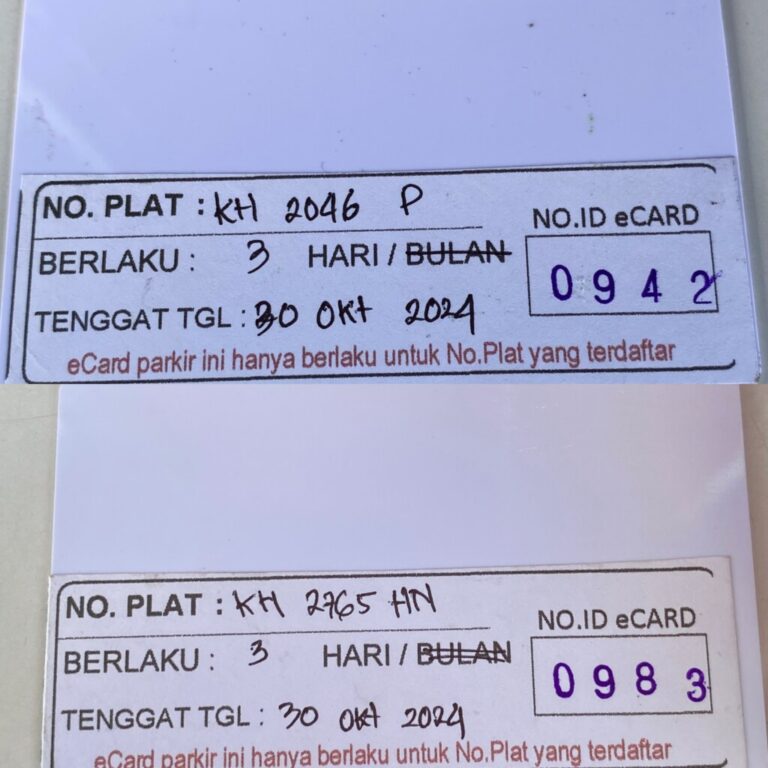 NO. PLAT : KH 2046 P
NO.ID eCARD
BERLAKU : 3 HARI / BULAN
0942
TENGGAT TGL : 30 Okt 2024
eCard parkir ini hanya berlaku untuk No.Plat yang terdaftar
NO. PLAT : KH 2765 HN
NO.ID eCARD
BERLAKU : 3 HARI / BULAN
0983
TENGGAT TGL : 30 Okt 2024
eCard parkir ini hanya berlaku untuk No.Plat yang terdaftar